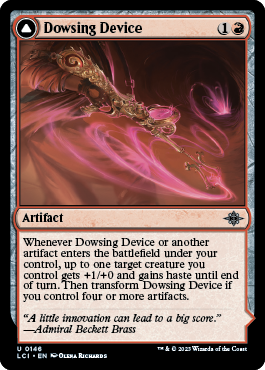 Dowsing Device 1
Artifact
Whenever Dowsing Device or another
artifact enters the battlefield under your
control, up to one target creature you
control gets +1/+0 and gains haste until end
of turn. Then transform Dowsing Device if
you control four or more artifacts.
“A little innovation can lead to a big score.”
—Admiral Beckett Brass
U 0146
LCI • EN Olena Richards ™ & © 2023 Wizards of the Coast